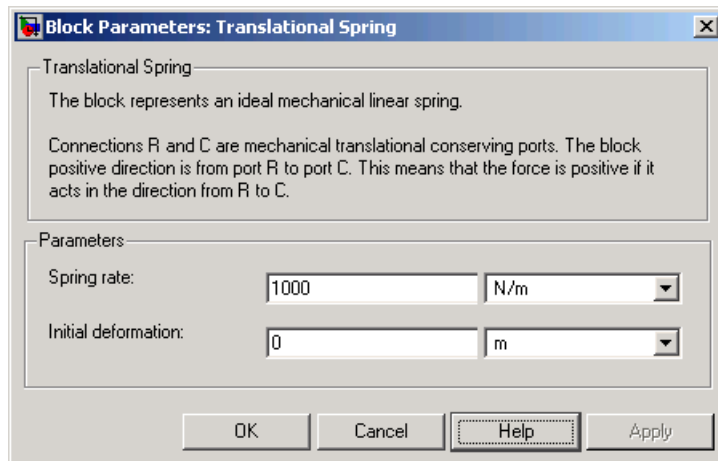 Block Parameters: Translational Spring
Translational Spring
The block represents an ideal mechanical linear spring.
Connections R and C are mechanical translational conserving ports. The block
positive direction is from port R to port C. This means that the force is positive if it
acts in the direction from R to C.
Parameters
Spring rate: 1000 N/m
Initial deformation: 0 m
OK Cancel Help Apply